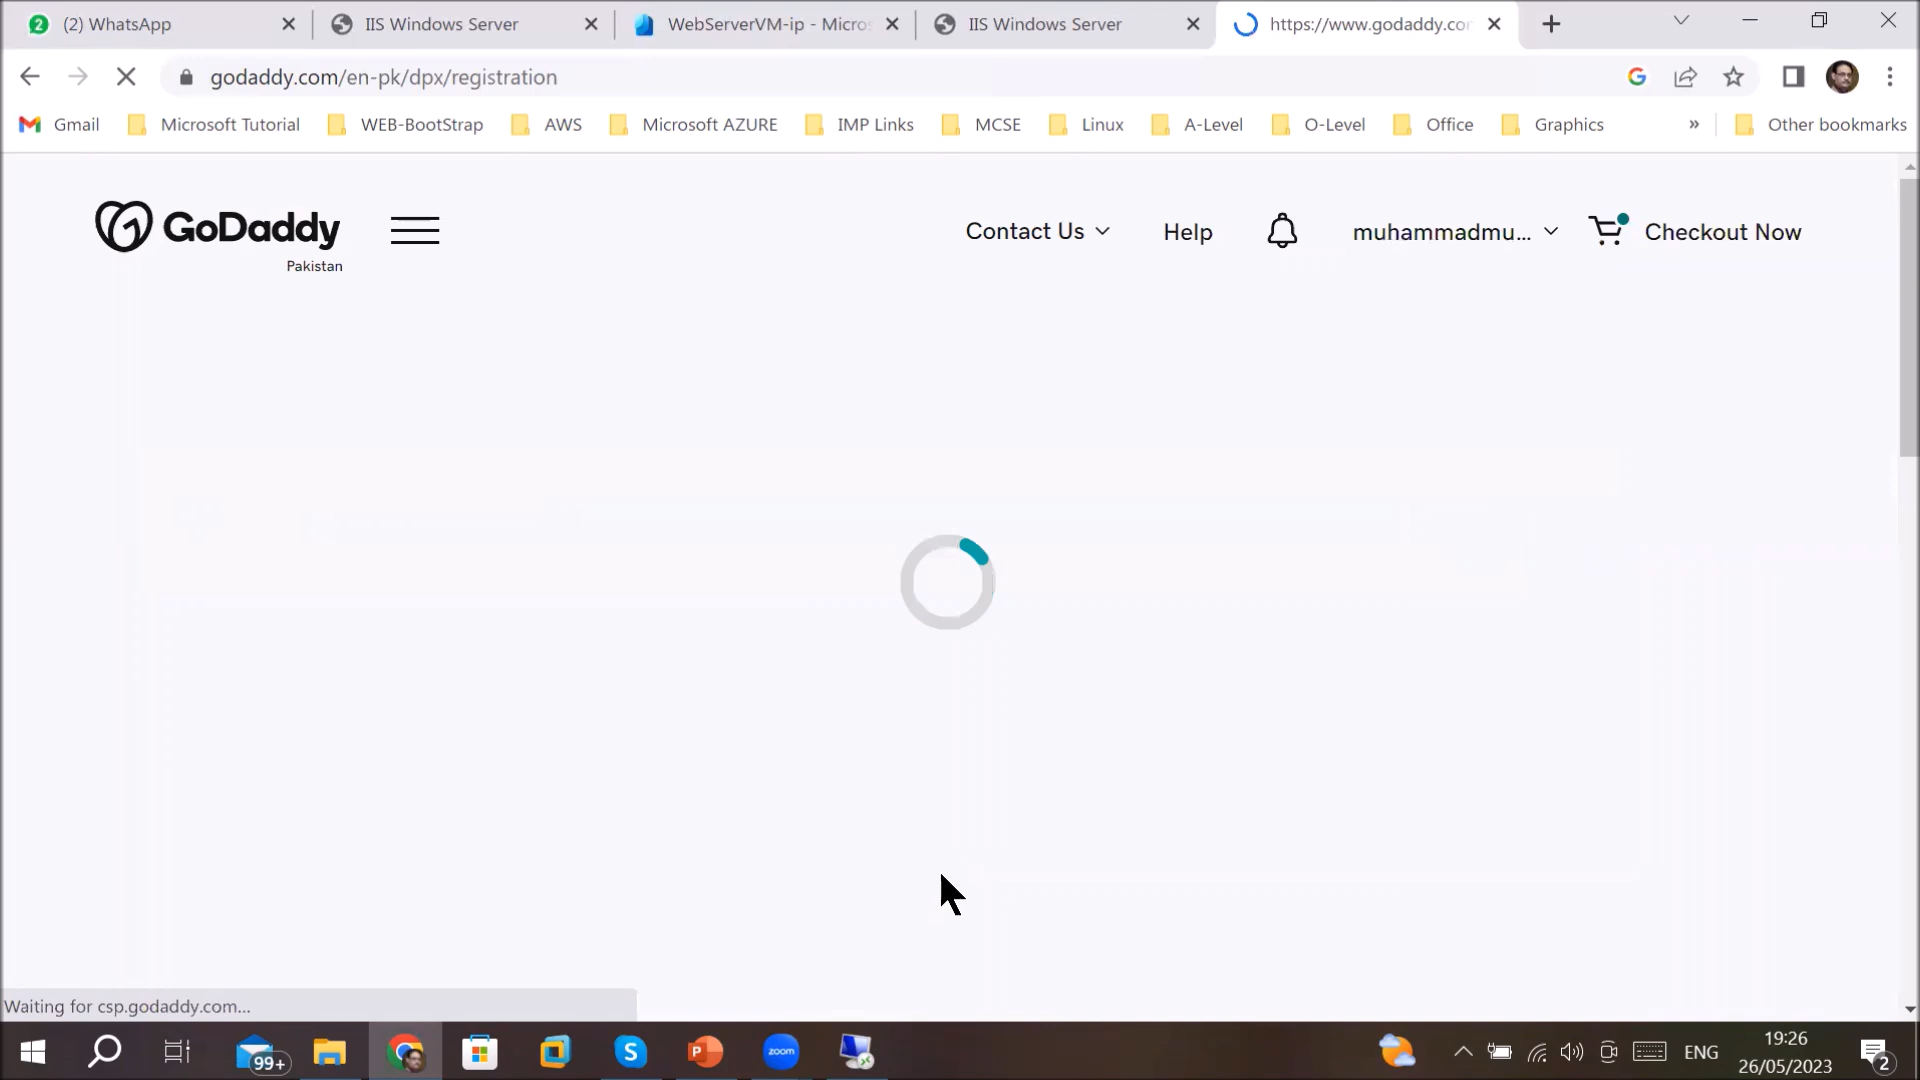 (2) WhatsApp
IIS Windows Server
WebServerVM-ip - Micros
IIS Windows Server
https://www.godaddy.co
godaddy.com/en-pk/dpx/registration
Gmail
Microsoft Tutorial
WEB-BootStrap
AWS
Microsoft AZURE
IMP Links
MCSE
Linux
A-Level
O-Level
Office
Graphics
»
Other bookmarks
GoDaddy
Pakistan
Contact Us
Help
muhammadmu...
Checkout Now
Waiting for csp.godaddy.com...
99+
S
P
zoom
ENG
19:26
26/05/2023
2